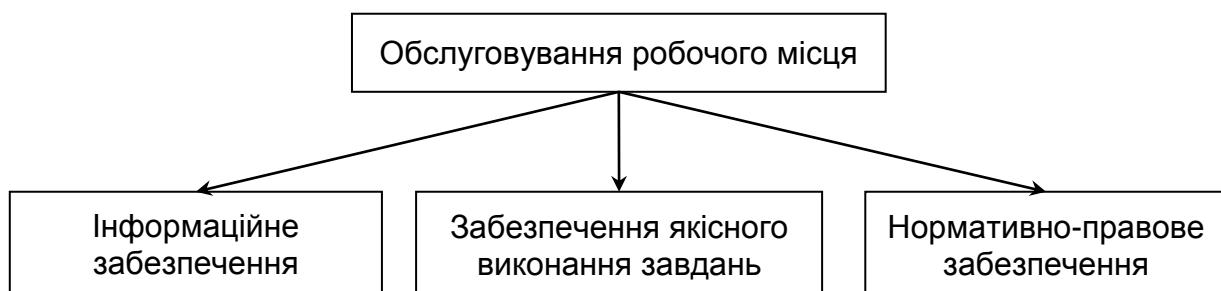 Обслуговування робочого місця
Інформаційне
забезпечення
Забезпечення якісного
виконання завдань
Нормативно-правове
забезпечення